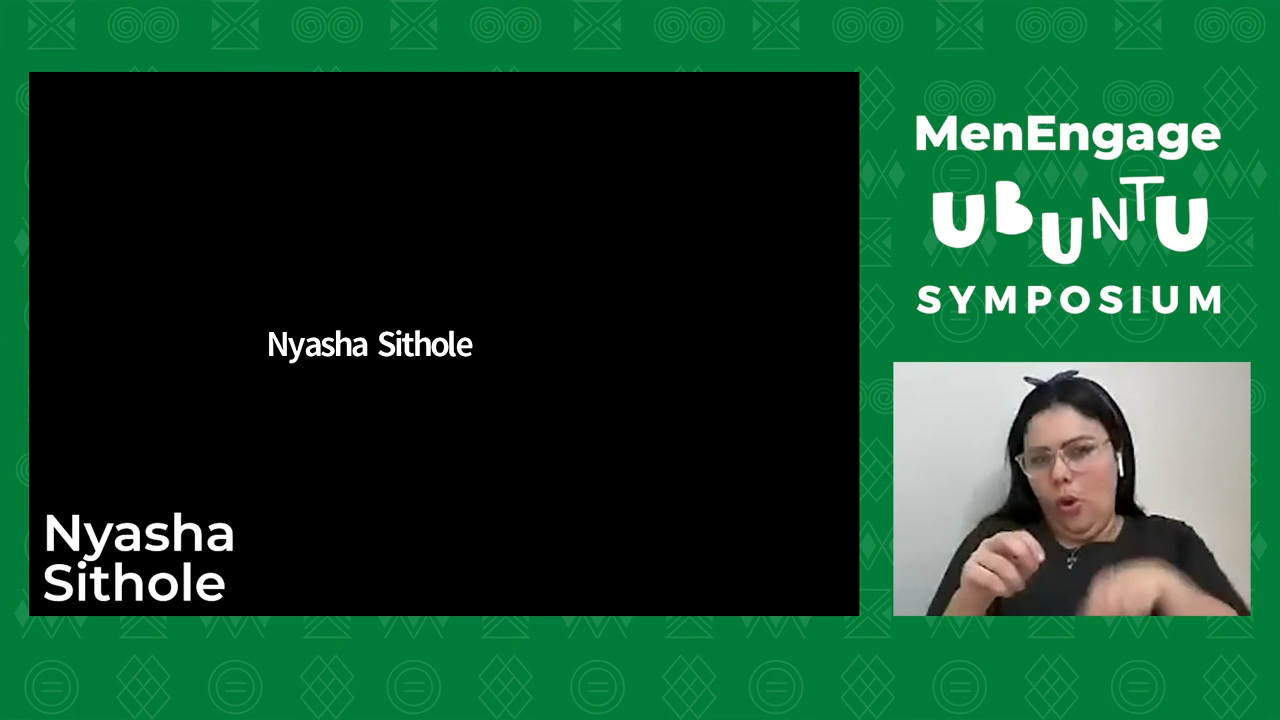 Nyasha Sithole
Nyasha
Sithole
MenEngage
UBUNTU
SYMPOSIUM